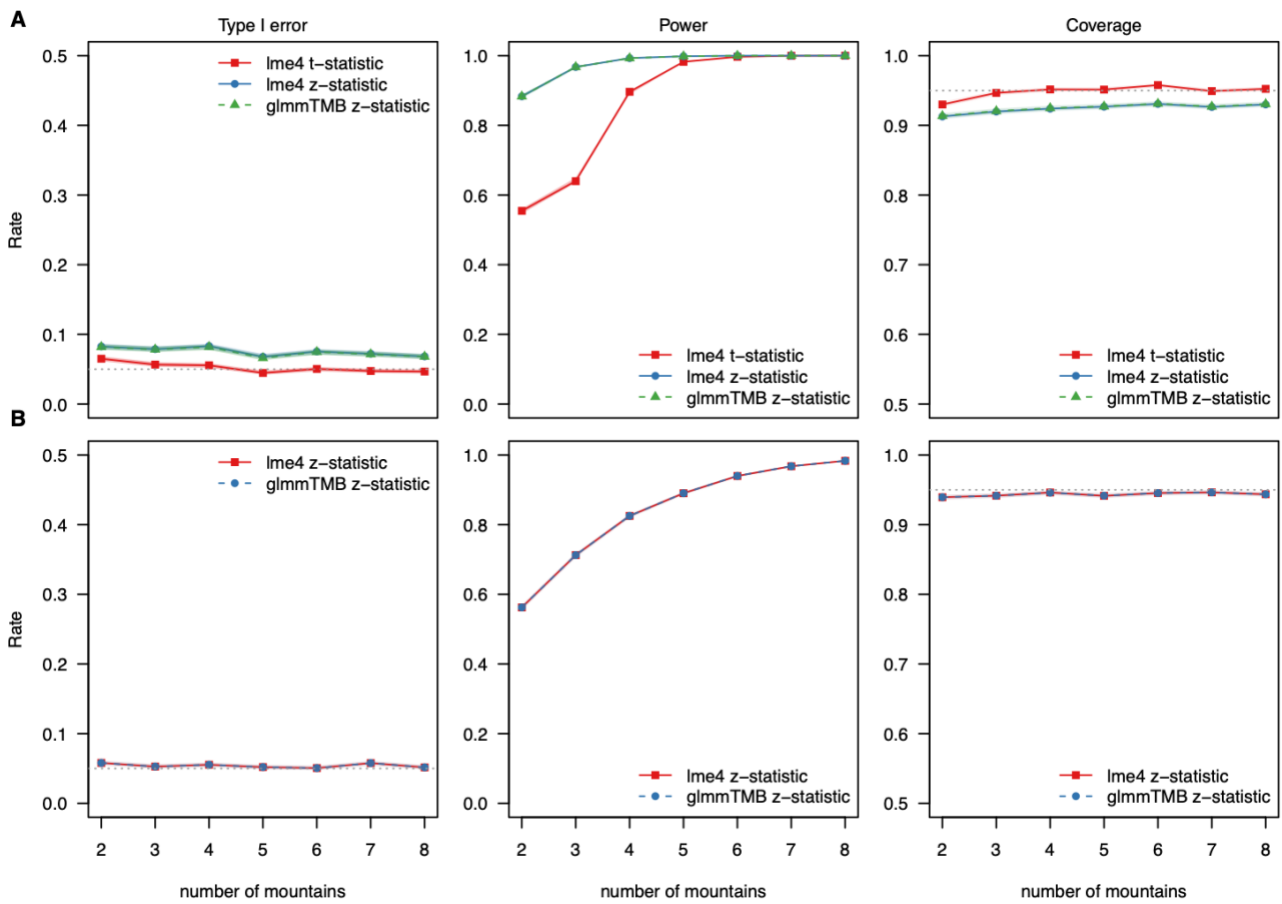 A
Type I error
Power
Coverage
Rate
0.5
0.4
0.3
0.2
0.1
0.0
lme4 t−statistic
lme4 z−statistic
glmmTMB z−statistic
1.0
0.8
0.6
0.4
0.2
0.0
lme4 t−statistic
lme4 z−statistic
glmmTMB z−statistic
1.0
0.9
0.8
0.7
0.6
0.5
lme4 t−statistic
lme4 z−statistic
glmmTMB z−statistic
B
Rate
0.5
0.4
0.3
0.2
0.1
0.0
lme4 z−statistic
glmmTMB z−statistic
2 3 4 5 6 7 8
number of mountains
1.0
0.8
0.6
0.4
0.2
0.0
lme4 z−statistic
glmmTMB z−statistic
2 3 4 5 6 7 8
number of mountains
1.0
0.9
0.8
0.7
0.6
0.5
lme4 z−statistic
glmmTMB z−statistic
2 3 4 5 6 7 8
number of mountains